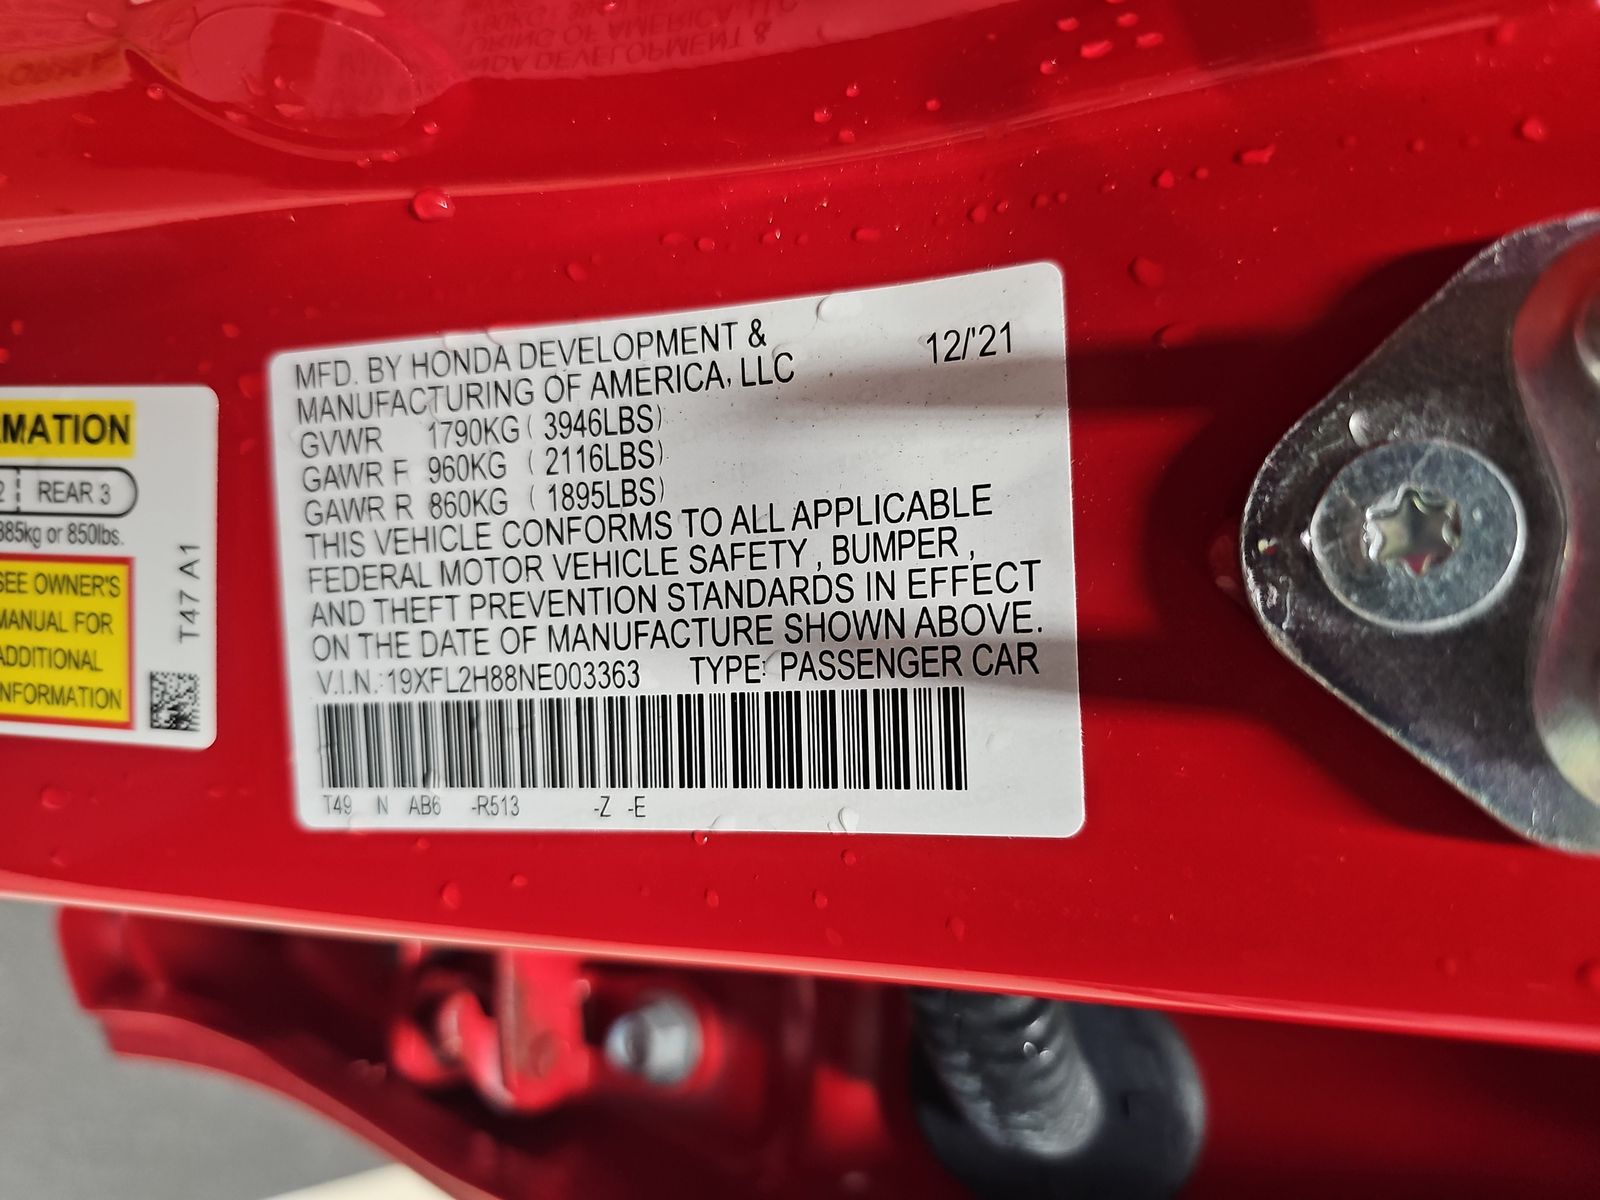 MFD. BY HONDA DEVELOPMENT &
MANUFACTURING OF AMERICA, LLC
12/'21
GVWR 1790KG ( 3946LBS)
GAWR F 960KG ( 2116LBS)
GAWR R 860KG ( 1895LBS)
THIS VEHICLE CONFORMS TO ALL APPLICABLE
FEDERAL MOTOR VEHICLE SAFETY , BUMPER ,
AND THEFT PREVENTION STANDARDS IN EFFECT
ON THE DATE OF MANUFACTURE SHOWN ABOVE.
V.I.N.: 19XFL2H88NE003363 TYPE: PASSENGER CAR
T49 N AB6 -R513 -Z -E
RMATION
2 REAR 3
385kg or 850lbs.
SEE OWNER'S
MANUAL FOR
ADDITIONAL
INFORMATION
T47 A1